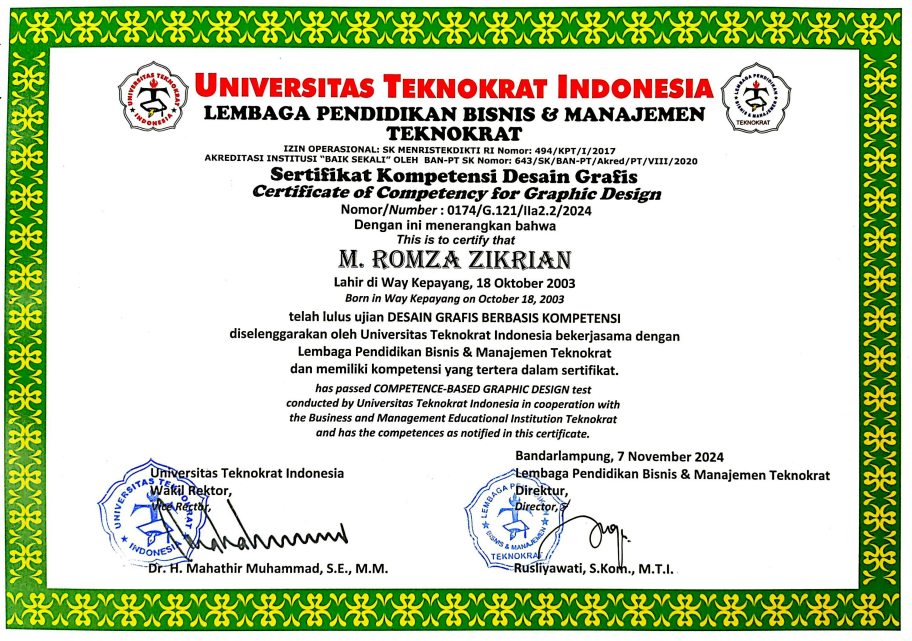 UNIVERSITAS TEKNOKRAT INDONESIA
LEMBAGA PENDIDIKAN BISNIS & MANAJEMEN
TEKNOKRAT
IZIN OPERASIONAL: SK MENRISTEKDIKTI RI Nomor: 494/KPT/I/2017
AKREDITASI INSTITUSI "BAIK SEKALI" OLEH BAN-PT SK Nomor: 643/SK/BAN-PT/Akred/PT/VIII/2020
Sertifikat Kompetensi Desain Grafis
Certificate of Competency for Graphic Design
Nomor/Number : 0174/G.121/IIa2.2/2024
Dengan ini menerangkan bahwa
This is to certify that
M. ROMZA ZIKRIAN
Lahir di Way Kepayang, 18 Oktober 2003
Born in Way Kepayang on October 18, 2003
telah lulus ujian DESAIN GRAFIS BERBASIS KOMPETENSI
diselenggarakan oleh Universitas Teknokrat Indonesia bekerjasama dengan
Lembaga Pendidikan Bisnis & Manajemen Teknokrat
dan memiliki kompetensi yang tertera dalam sertifikat.
has passed COMPETENCE-BASED GRAPHIC DESIGN test
conducted by Universitas Teknokrat Indonesia in cooperation with
the Business and Management Educational Institution Teknokrat
and has the competences as notified in this certificate.
Bandarlampung, 7 November 2024
Universitas Teknokrat Indonesia
Wakil Rektor,
Vice Rector,
Dr. H. Mahathir Muhammad, S.E., M.M.
Lembaga Pendidikan Bisnis & Manajemen Teknokrat
Direktur,
Director,
Rusliyawati, S.Kom., M.T.I.
UNIVERSITAS TEKNOKRAT
INDONESIA
LEMBAGA PENDIDIKAN
BISNIS & MANAJEMEN
TEKNOKRAT
UNIVERSITAS TEKNOKRAT
INDONESIA
LEMBAGA PENDIDIKAN
BISNIS & MANAJEMEN
TEKNOKRAT